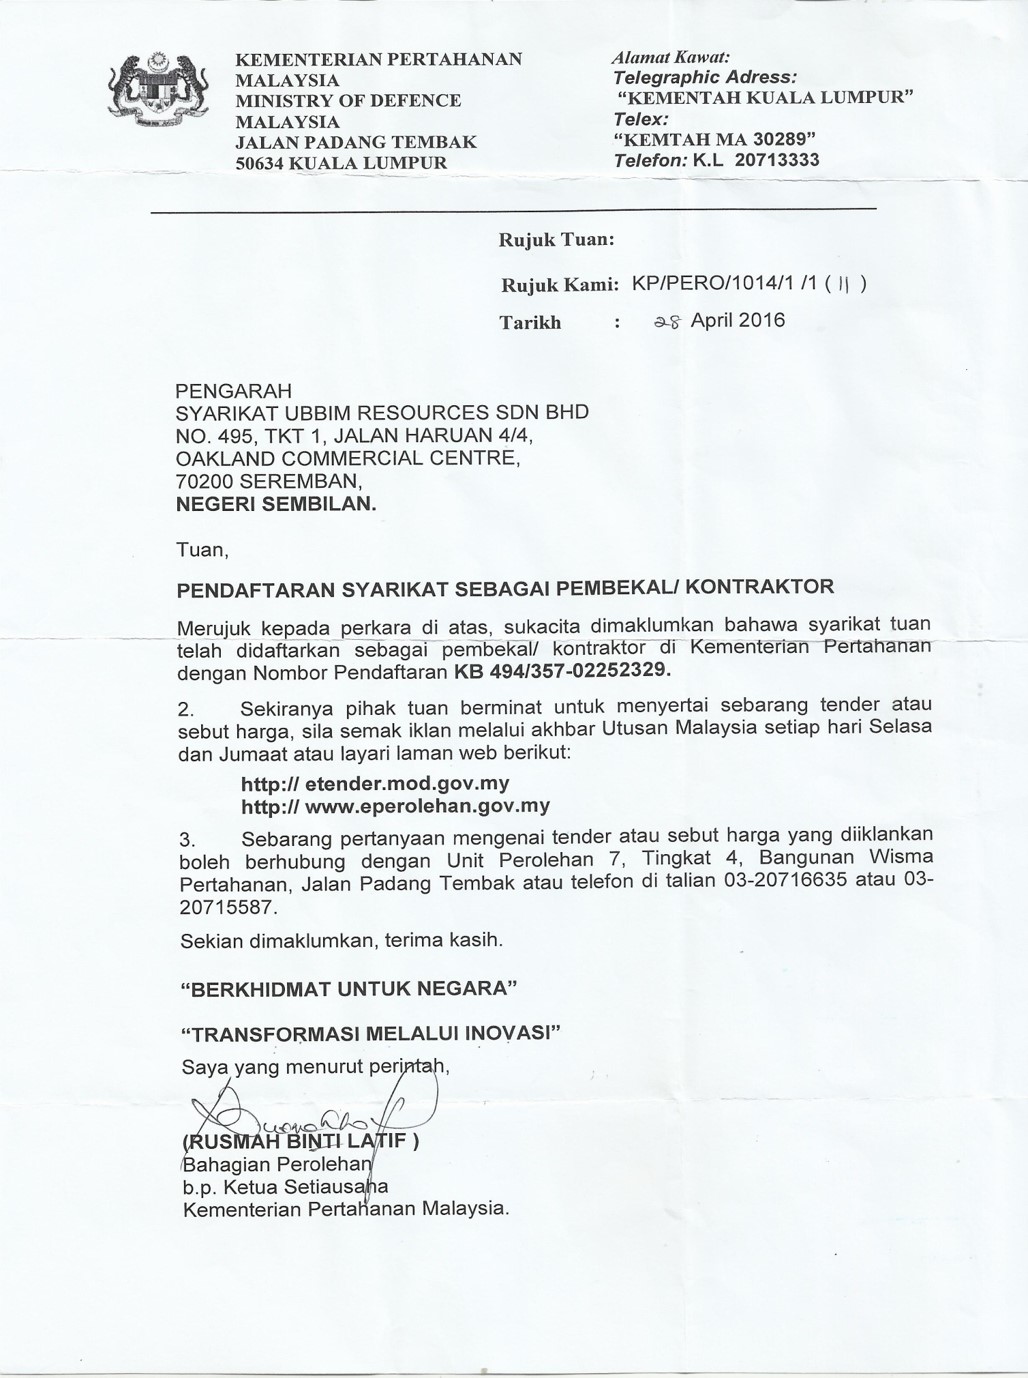 KEMENTERIAN PERTAHANAN
MALAYSIA
MINISTRY OF DEFENCE
MALAYSIA
JALAN PADANG TEMBAK
50634 KUALA LUMPUR
Alamat Kawat:
Telegraphic Adress:
“KEMENTAH KUALA LUMPUR”
Telex:
“KEMTAH MA 30289”
Telefon: K.L 20713333
Rujuk Tuan:
Rujuk Kami: KP/PERO/1014/1 /1 ( 11 )
Tarikh : 28 April 2016
PENGARAH
SYARIKAT UBBIM RESOURCES SDN BHD
NO. 495, TKT 1, JALAN HARUAN 4/4,
OAKLAND COMMERCIAL CENTRE,
70200 SEREMBAN,
NEGERI SEMBILAN.
Tuan,
PENDAFTARAN SYARIKAT SEBAGAI PEMBEKAL/ KONTRAKTOR
Merujuk kepada perkara di atas, sukacita dimaklumkan bahawa syarikat tuan
telah didaftarkan sebagai pembekal/ kontraktor di Kementerian Pertahanan
dengan Nombor Pendaftaran KB 494/357-02252329.
2. Sekiranya pihak tuan berminat untuk menyertai sebarang tender atau
sebut harga, sila semak iklan melalui akhbar Utusan Malaysia setiap hari Selasa
dan Jumaat atau layari laman web berikut:
http:// etender.mod.gov.my
http:// www.eperolehan.gov.my
3. Sebarang pertanyaan mengenai tender atau sebut harga yang diiklankan
boleh berhubung dengan Unit Perolehan 7, Tingkat 4, Bangunan Wisma
Pertahanan, Jalan Padang Tembak atau telefon di talian 03-20716635 atau 03-
20715587.
Sekian dimaklumkan, terima kasih.
“BERKHIDMAT UNTUK NEGARA”
“TRANSFORMASI MELALUI INOVASI”
Saya yang menurut perintah,
(RUSMAH BINTI LATIF )
Bahagian Perolehan
b.p. Ketua Setiausaha
Kementerian Pertahanan Malaysia.